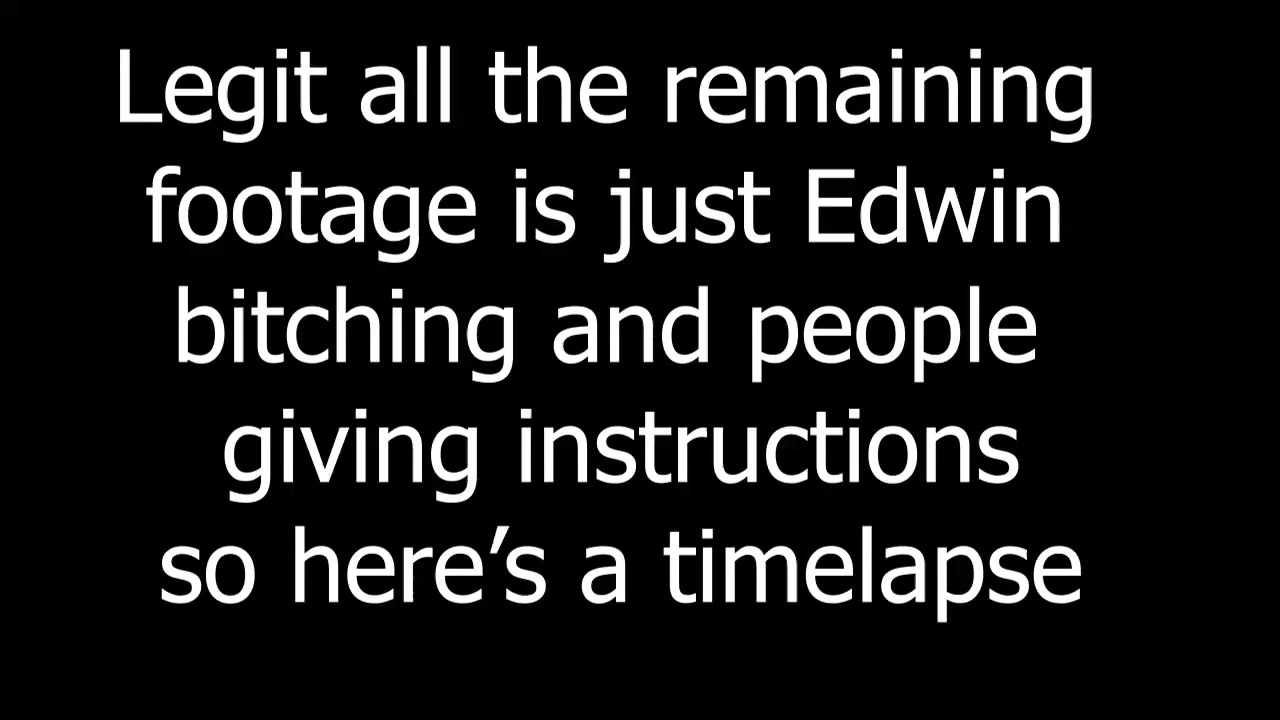 Legit all the remaining
footage is just Edwin
bitching and people
giving instructions
so here’s a timelapse